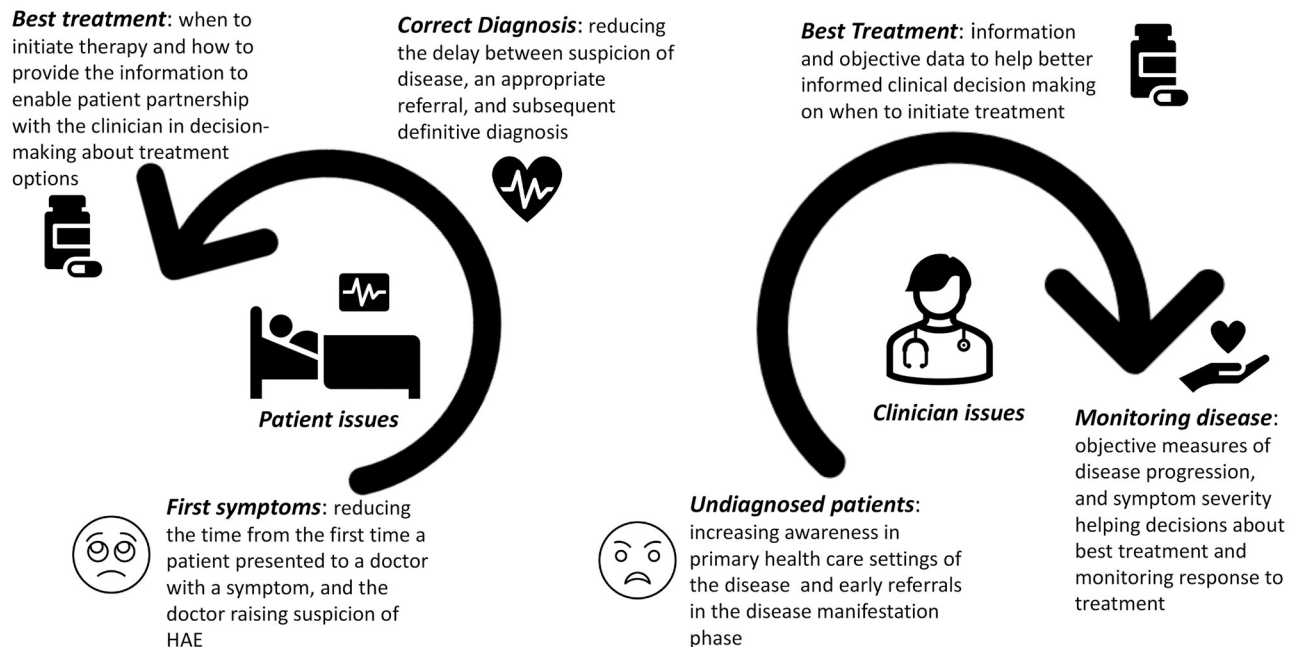 Best treatment: when to
initiate therapy and how to
provide the information to
enable patient partnership
with the clinician in decision-
making about treatment
options
Correct Diagnosis: reducing
the delay between suspicion of
disease, an appropriate
referral, and subsequent
definitive diagnosis
Patient issues
First symptoms: reducing
the time from the first time a
patient presented to a doctor
with a symptom, and the
doctor raising suspicion of
HAE
Best Treatment: information
and objective data to help better
informed clinical decision making
on when to initiate treatment
Clinician issues
Undiagnosed patients:
increasing awareness in
primary health care settings of
the disease and early referrals
in the disease manifestation
phase
Monitoring disease:
objective measures of
disease progression,
and symptom severity
helping decisions about
best treatment and
monitoring response to
treatment